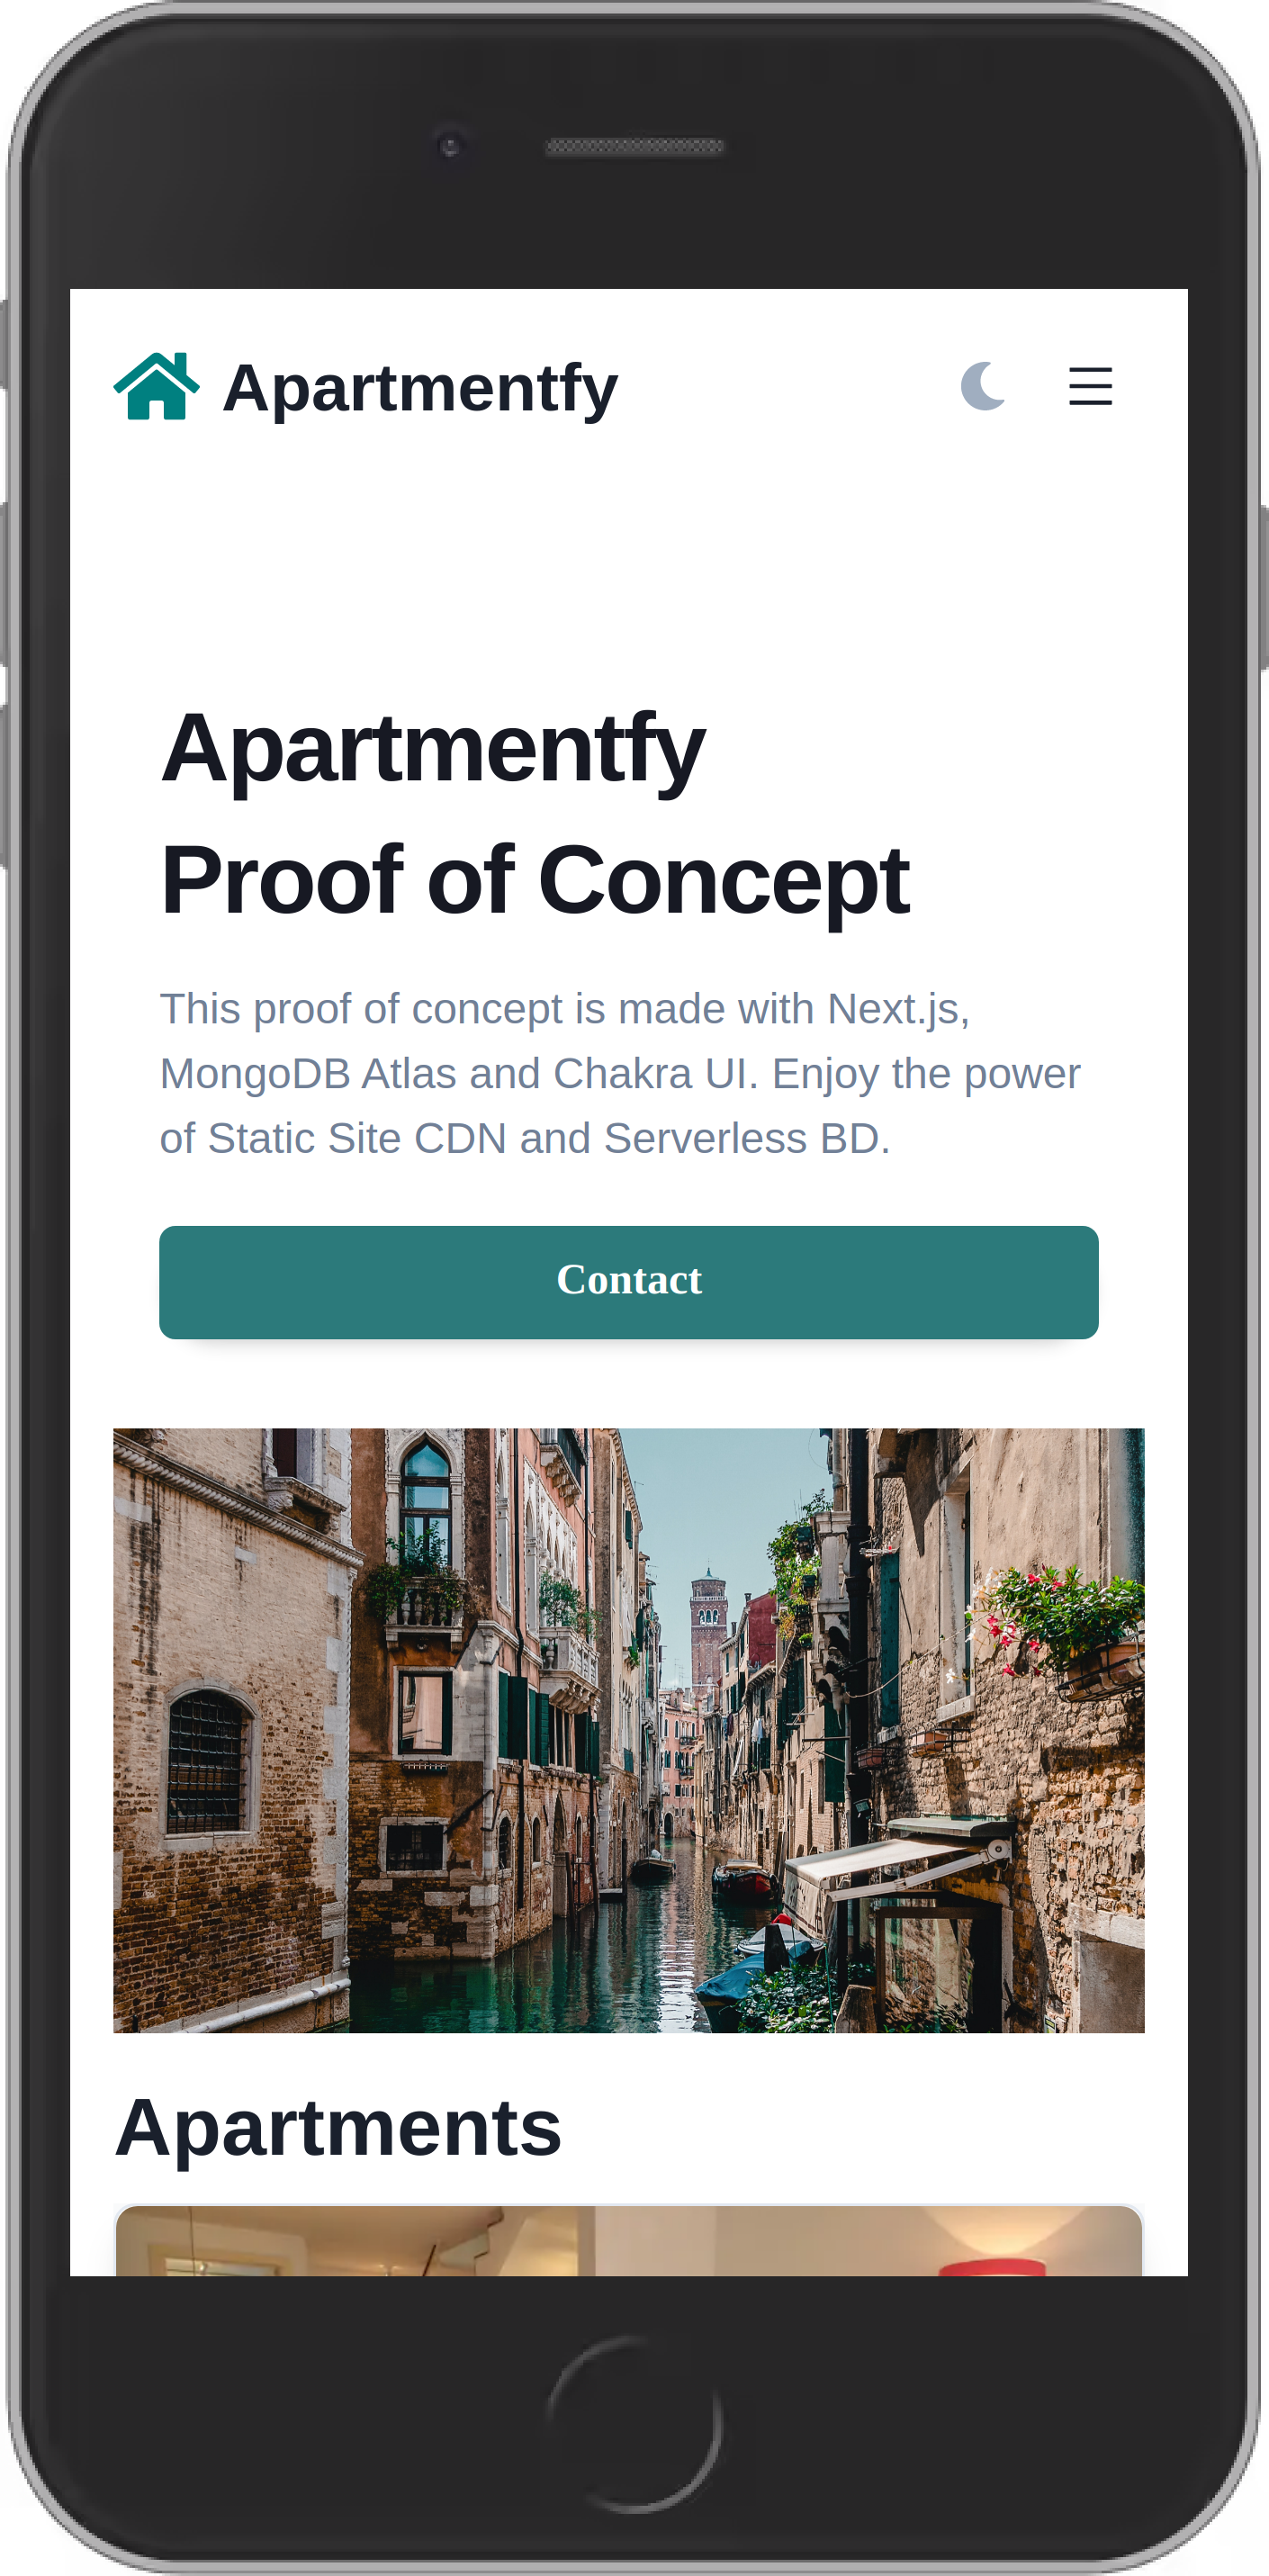 Apartmentfy
Apartmentfy
Proof of Concept
This proof of concept is made with Next.js,
MongoDB Atlas and Chakra UI. Enjoy the power
of Static Site CDN and Serverless BD.
Contact
Apartments